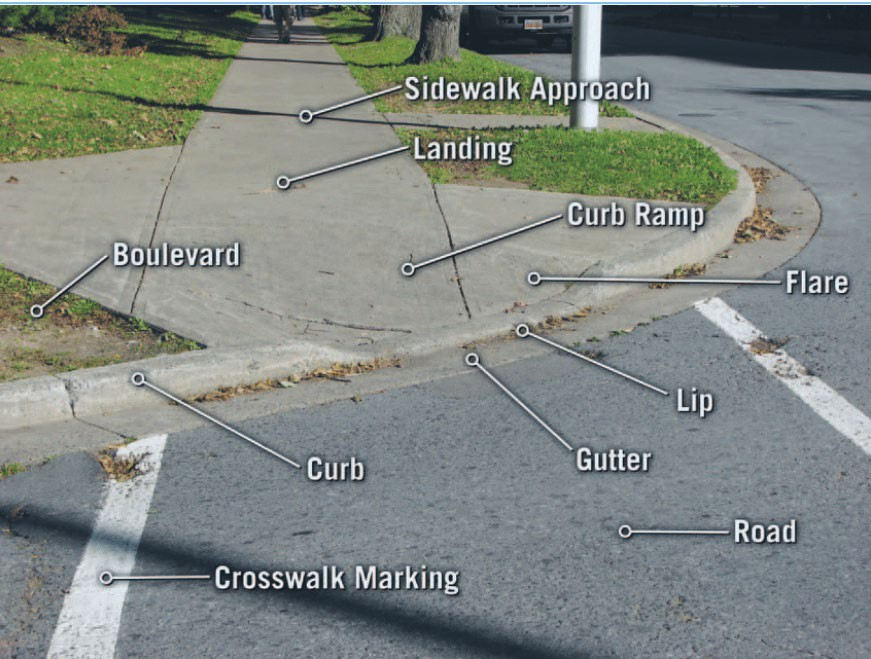 Sidewalk Approach
Landing
Curb Ramp
Boulevard
Flare
Lip
Gutter
Curb
Road
Crosswalk Marking